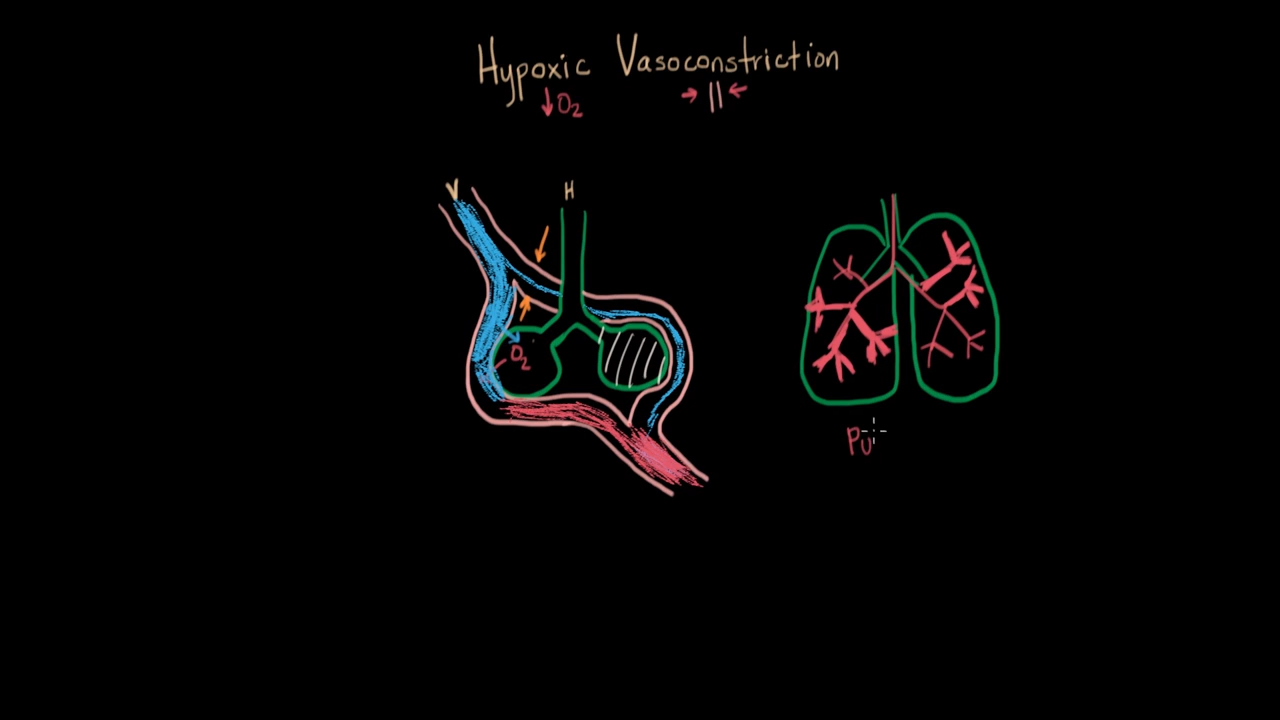 Hypoxic Vasoconstriction
↓O₂ →||←
V
H
O₂
Pu